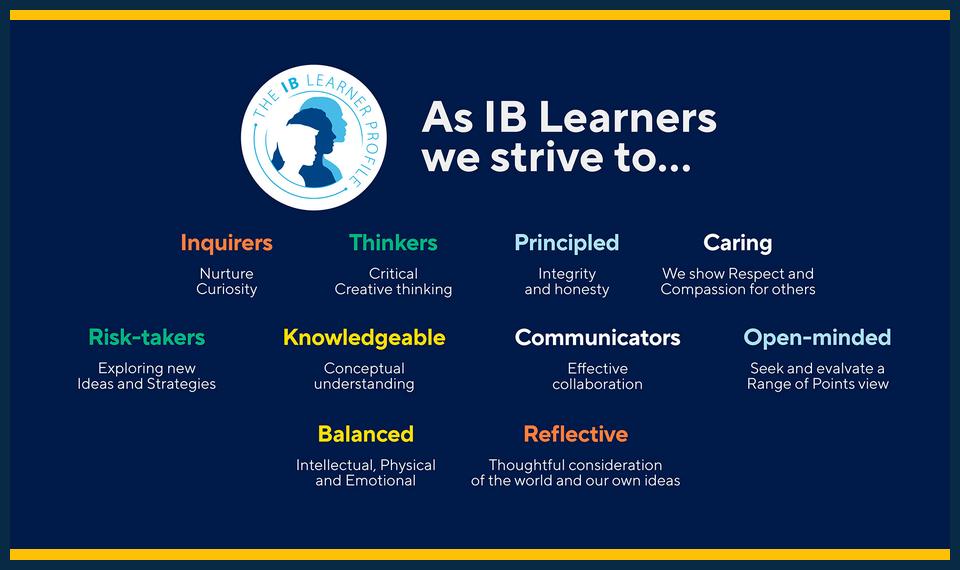 THE IB LEARNER PROFILE
As IB Learners
we strive to...
Inquirers
Nurture
Curiosity
Thinkers
Critical
Creative thinking
Principled
Integrity
and honesty
Caring
We show Respect and
Compassion for others
Risk-takers
Exploring new
Ideas and Strategies
Knowledgeable
Conceptual
understanding
Communicators
Effective
collaboration
Open-minded
Seek and evalvate a
Range of Points view
Balanced
Intellectual, Physical
and Emotional
Reflective
Thoughtful consideration
of the world and our own ideas